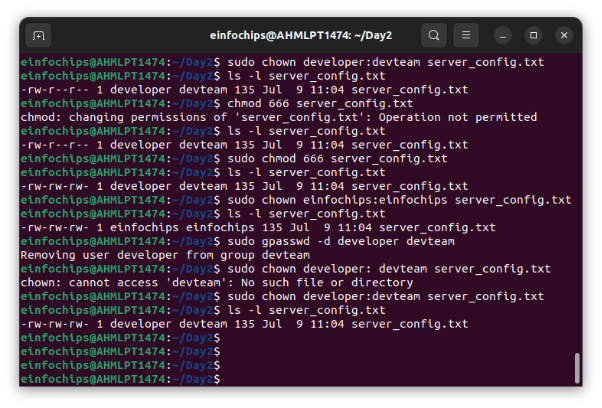 einfochips@AHMLPT1474: ~/Day2
einfochips@AHMLPT1474:~/Day2$ sudo chown developer:devteam server_config.txt
einfochips@AHMLPT1474:~/Day2$ ls -l server_config.txt
-rw-r--r-- 1 developer devteam 135 Jul  9 11:04 server_config.txt
einfochips@AHMLPT1474:~/Day2$ chmod 666 server_config.txt
chmod: changing permissions of 'server_config.txt': Operation not permitted
einfochips@AHMLPT1474:~/Day2$ ls -l server_config.txt
-rw-r--r-- 1 developer devteam 135 Jul  9 11:04 server_config.txt
einfochips@AHMLPT1474:~/Day2$ sudo chmod 666 server_config.txt
einfochips@AHMLPT1474:~/Day2$ ls -l server_config.txt
-rw-rw-rw- 1 developer devteam 135 Jul  9 11:04 server_config.txt
einfochips@AHMLPT1474:~/Day2$ sudo chown einfochips:einfochips server_config.txt
einfochips@AHMLPT1474:~/Day2$ ls -l server_config.txt
-rw-rw-rw- 1 einfochips einfochips 135 Jul  9 11:04 server_config.txt
einfochips@AHMLPT1474:~/Day2$ sudo gpasswd -d developer devteam
Removing user developer from group devteam
einfochips@AHMLPT1474:~/Day2$ sudo chown developer: devteam server_config.txt
chown: cannot access 'devteam': No such file or directory
einfochips@AHMLPT1474:~/Day2$ sudo chown developer:devteam server_config.txt
einfochips@AHMLPT1474:~/Day2$ ls -l server_config.txt
-rw-rw-rw- 1 developer devteam 135 Jul  9 11:04 server_config.txt
einfochips@AHMLPT1474:~/Day2$
einfochips@AHMLPT1474:~/Day2$
einfochips@AHMLPT1474:~/Day2$